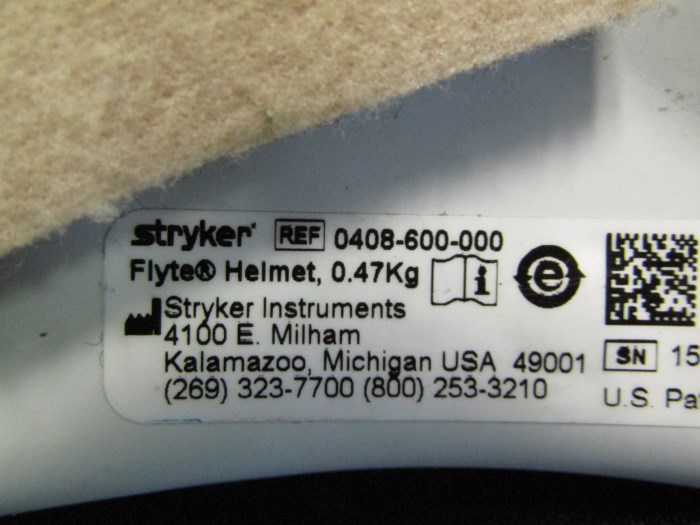 stryker® REF 0408-600-000
Flyte® Helmet, 0.47Kg
Stryker Instruments
4100 E. Milham
Kalamazoo, Michigan USA 49001
(269) 323-7700 (800) 253-3210
e
i
SN 15
U.S. Pa